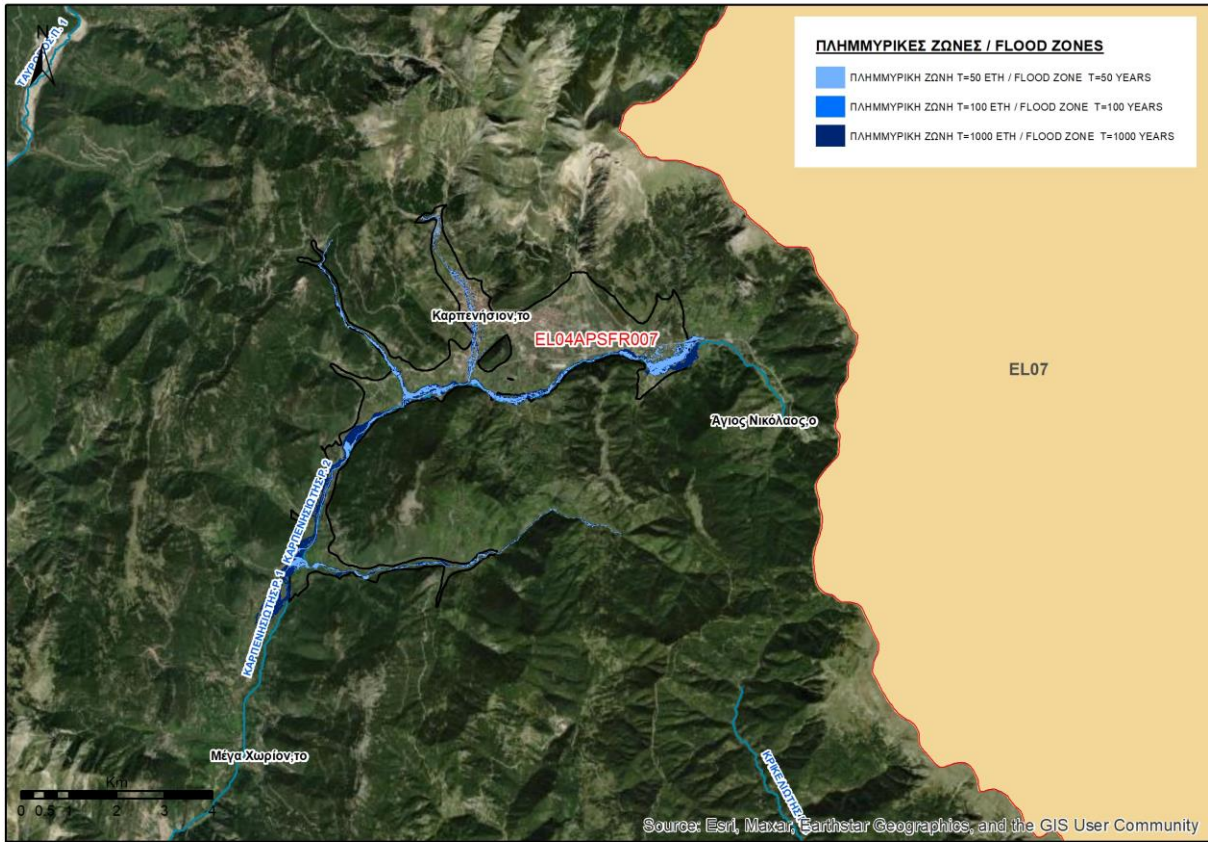 ΠΛΗΜΜΥΡΙΚΕΣ ΖΩΝΕΣ / FLOOD ZONES
ΠΛΗΜΜΥΡΙΚΗ ΖΩΝΗ T=50 ΕΤΗ / FLOOD ZONE T=50 YEARS
ΠΛΗΜΜΥΡΙΚΗ ΖΩΝΗ T=100 ΕΤΗ / FLOOD ZONE T=100 YEARS
ΠΛΗΜΜΥΡΙΚΗ ΖΩΝΗ T=1000 ΕΤΗ / FLOOD ZONE T=1000 YEARS
N
Καρπενήσιον,το
EL04APSFR007
EL07
Άγιος Νικόλαος,ο
ΚΑΡΠΕΝΗΣΙΩΤΗΣ Ρ. 2
ΚΑΡΠΕΝΗΣΙΩΤΗΣ Ρ. 1
Μέγα Χωρίον,το
Km
0 0.5 1 2 3 4
Source: Esri, Maxar, Earthstar Geographics, and the GIS User Community